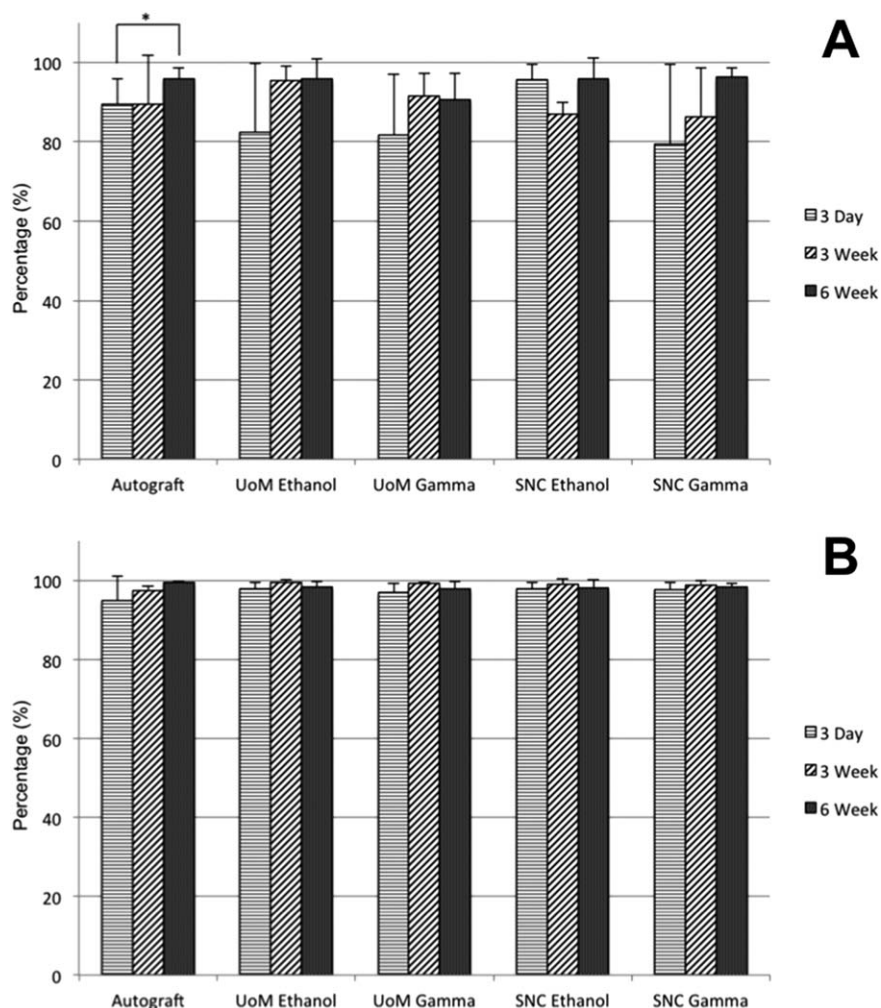 A
*
100
80
60
40
20
0
Percentage (%)
Autograft UoM Ethanol UoM Gamma SNC Ethanol SNC Gamma
3 Day
3 Week
6 Week
B
100
80
60
40
20
0
Percentage (%)
Autograft UoM Ethanol UoM Gamma SNC Ethanol SNC Gamma
3 Day
3 Week
6 Week